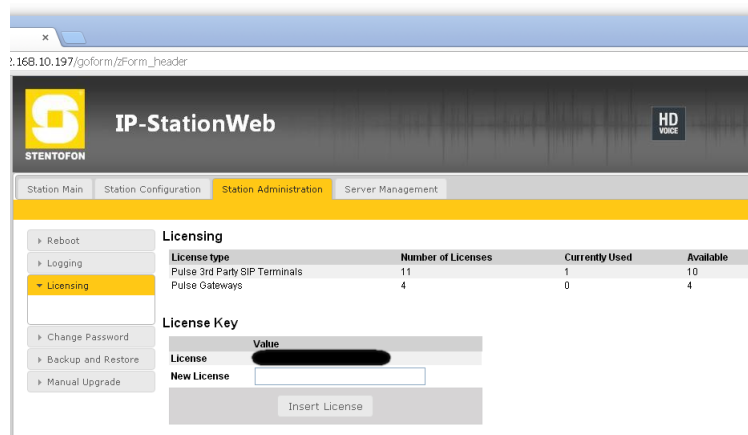 ×
2.168.10.197/goform/zForm_header
STENTOFON
IP-StationWeb
HD
VOICE
Station Main Station Configuration Station Administration Server Management
Reboot
Logging
Licensing
Change Password
Backup and Restore
Manual Upgrade
Licensing
License type Number of Licenses Currently Used Available
Pulse 3rd Party SIP Terminals 11 1 10
Pulse Gateways 4 0 4
License Key
Value
License
New License
Insert License